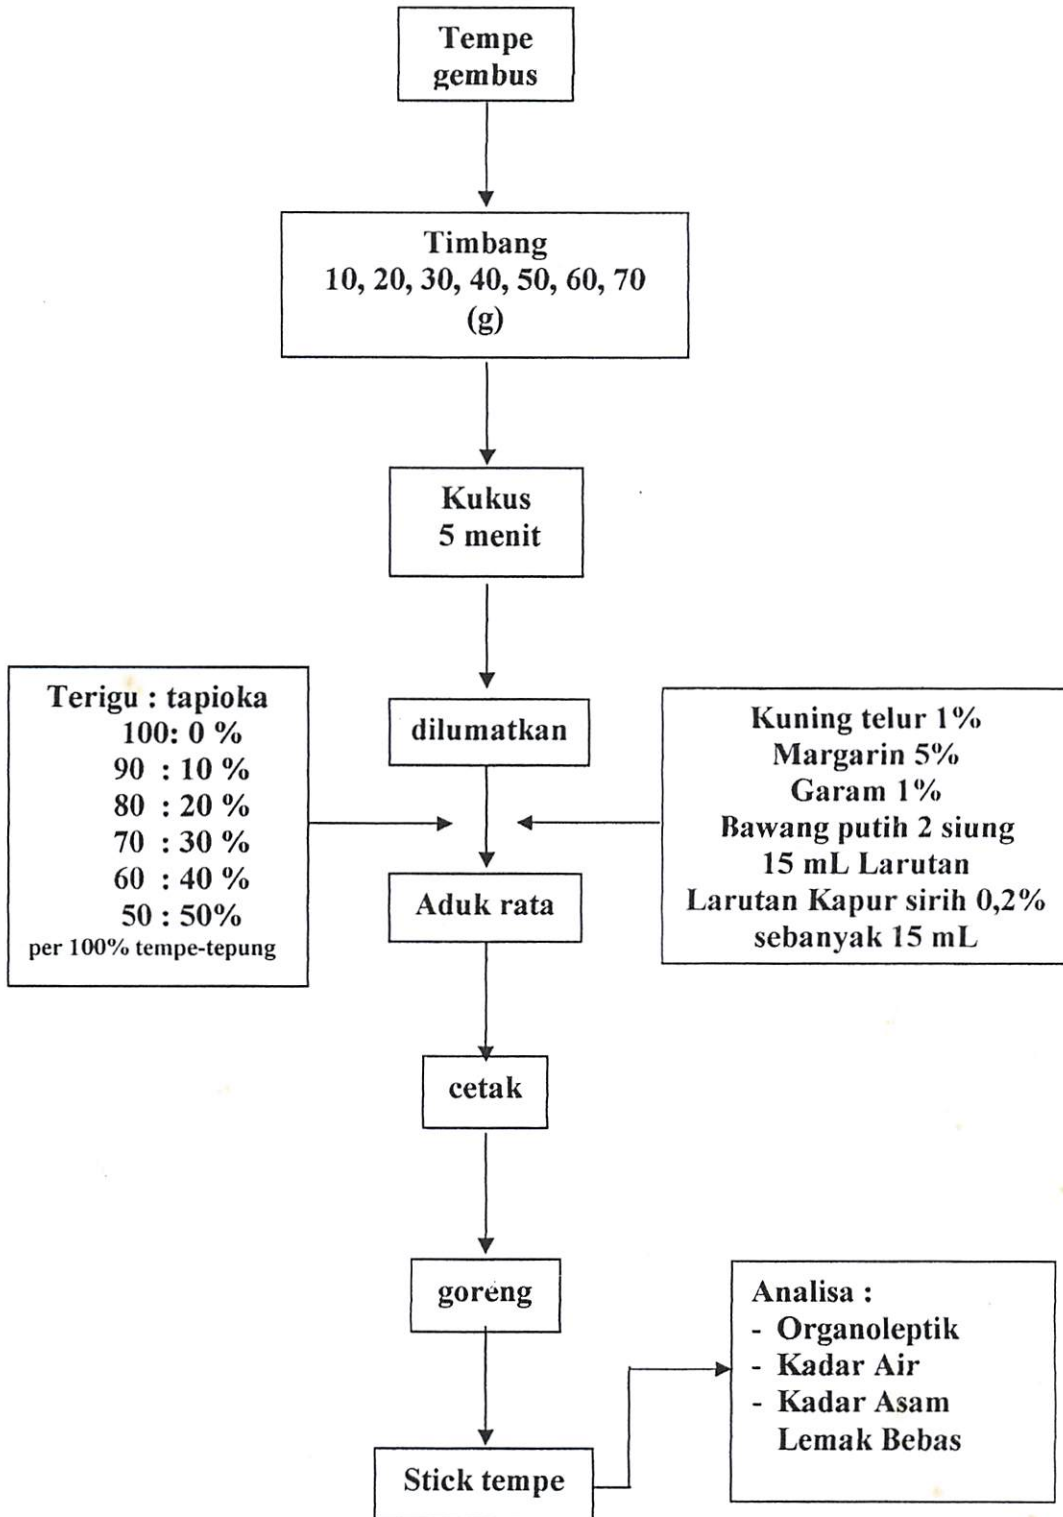 Tempe
gembus
Timbang
10, 20, 30, 40, 50, 60, 70
(g)
Kukus
5 menit
dilumatkan
Terigu : tapioka
100: 0 %
90 : 10 %
80 : 20 %
70 : 30 %
60 : 40 %
50 : 50%
per 100% tempe-tepung
Kuning telur 1%
Margarin 5%
Garam 1%
Bawang putih 2 siung
15 mL Larutan
Larutan Kapur sirih 0,2%
sebanyak 15 mL
Aduk rata
cetak
goreng
Stick tempe
Analisa :
- Organoleptik
- Kadar Air
- Kadar Asam
Lemak Bebas